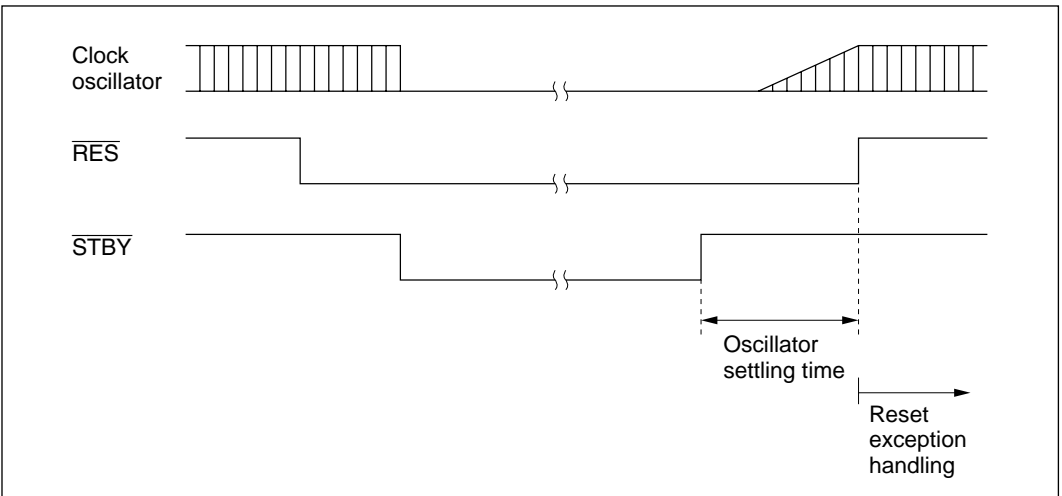 Clock
oscillator
RES
STBY
Oscillator
settling time
Reset
exception
handling